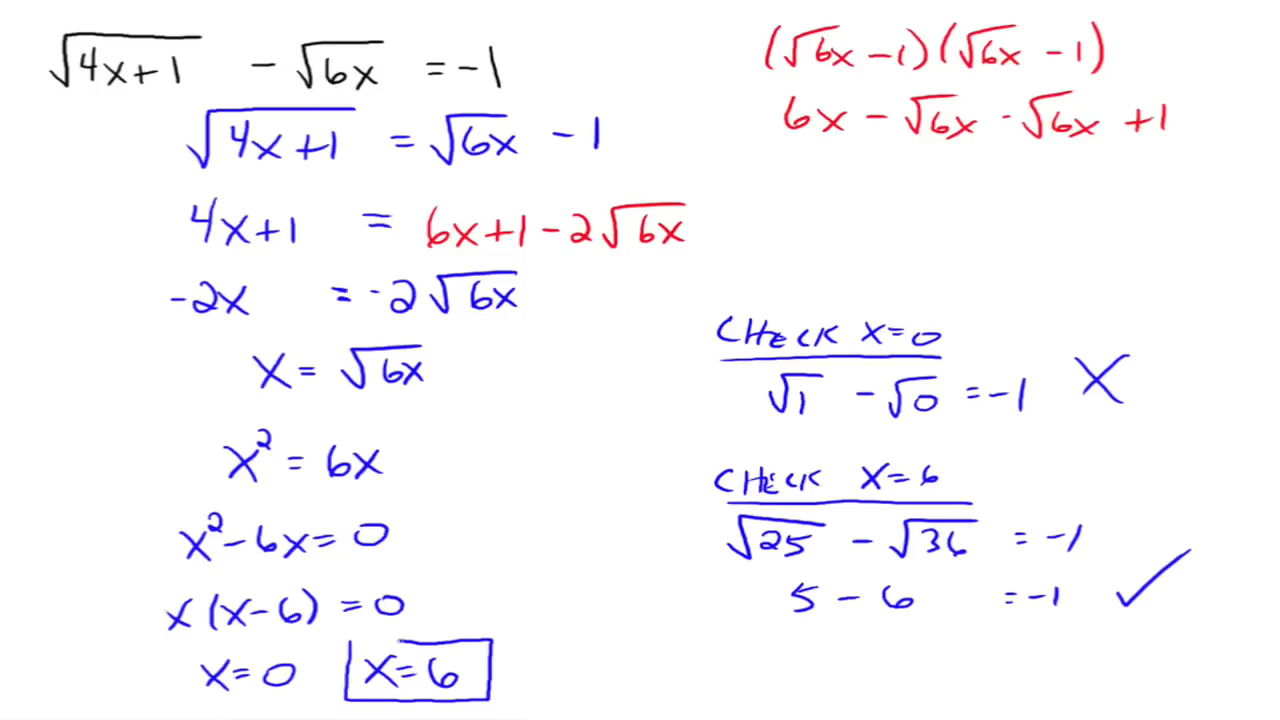 √(4x+1) - √(6x) = -1
√(4x+1) = √(6x) - 1
4x+1 = 6x+1-2√(6x)
-2x = -2√(6x)
x = √(6x)
x² = 6x
x²-6x=0
x(x-6)=0
x=0 x=6
(√(6x) -1)(√(6x) -1)
6x - √(6x) - √(6x) +1
CHECK x=0
√1 - √0 = -1 X
CHECK x=6
√25 - √36 = -1
5 - 6 = -1 ✓